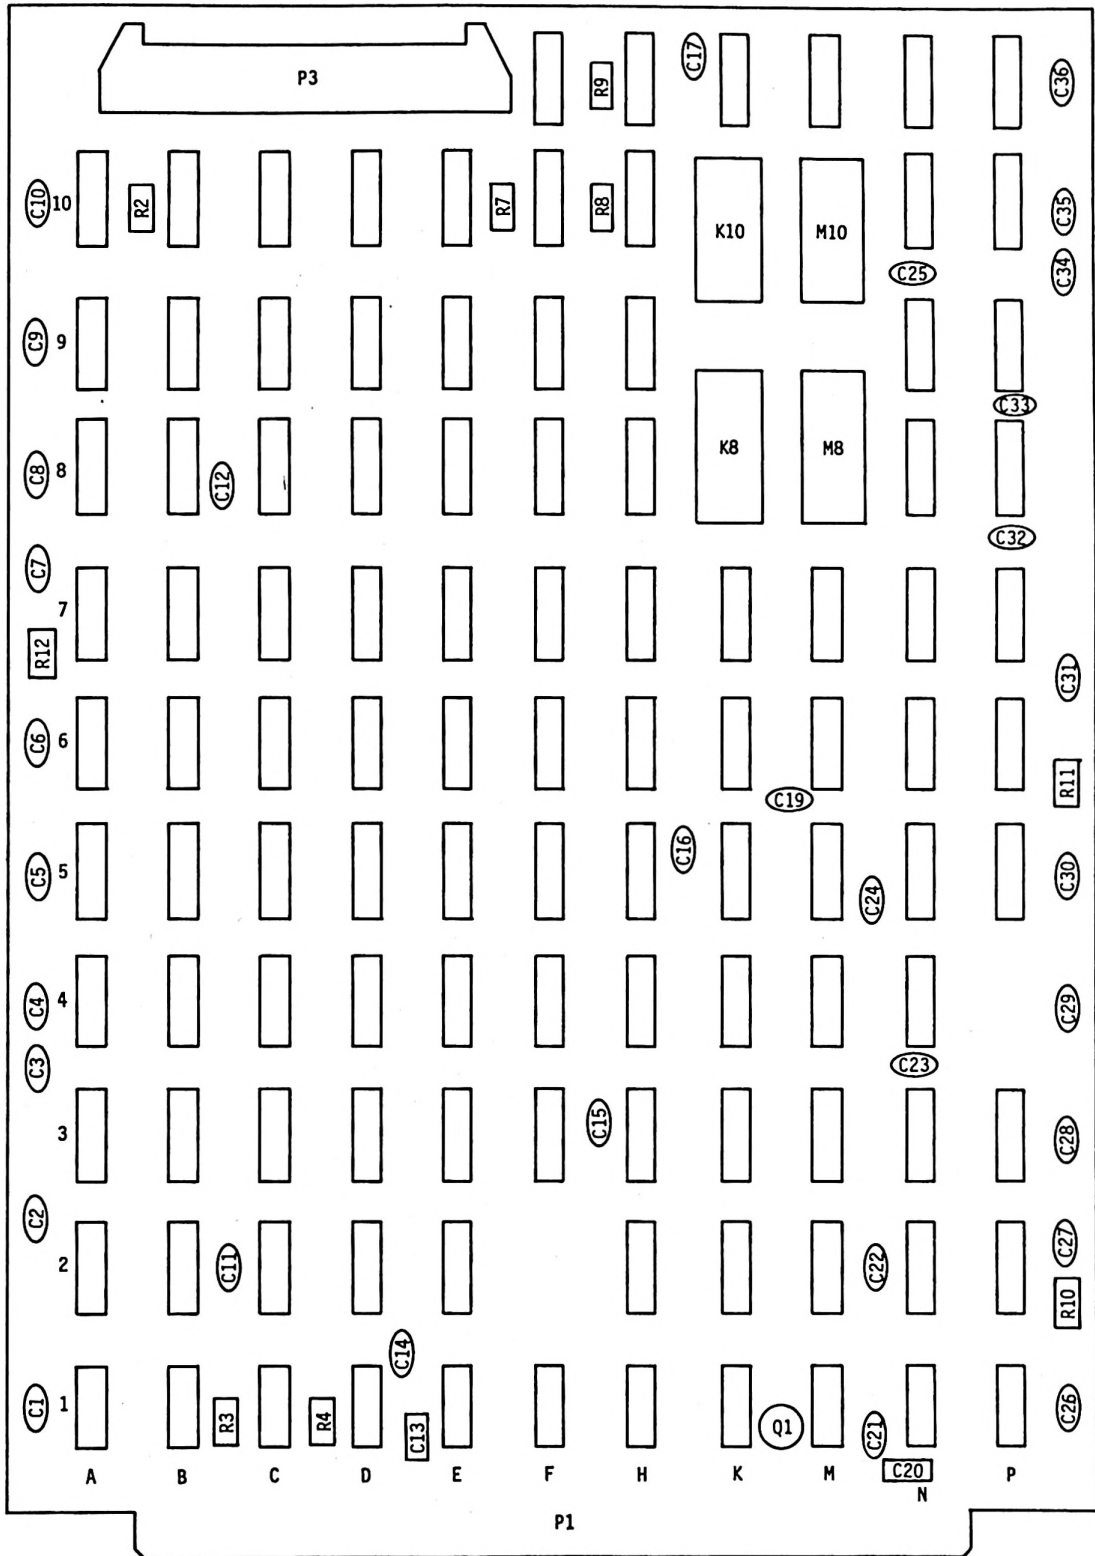 P3
R9
C17
C36
C10
10
R2
R7
R8
K10
M10
C35
C25
C34
C9
9
C33
C8
8
C12
K8
M8
C32
C7
7
R12
C31
C6
6
R11
C19
C5
5
C16
C24
C30
C4
4
C29
C3
C23
3
C15
C28
C2
2
C11
C22
C27
R10
C14
C1
1
R3
R4
C13
Q1
C21
C26
C20
A B C D E F H K M N P
P1